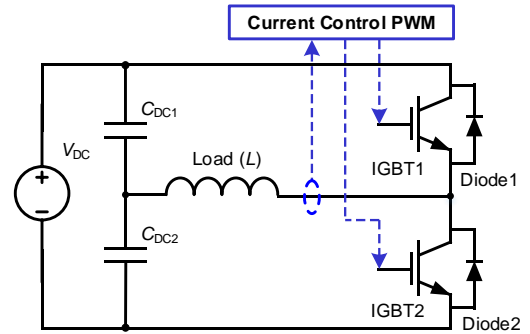 Current Control PWM
CDC1
VDC
Load (L)
IGBT1
Diode1
CDC2
IGBT2
Diode2